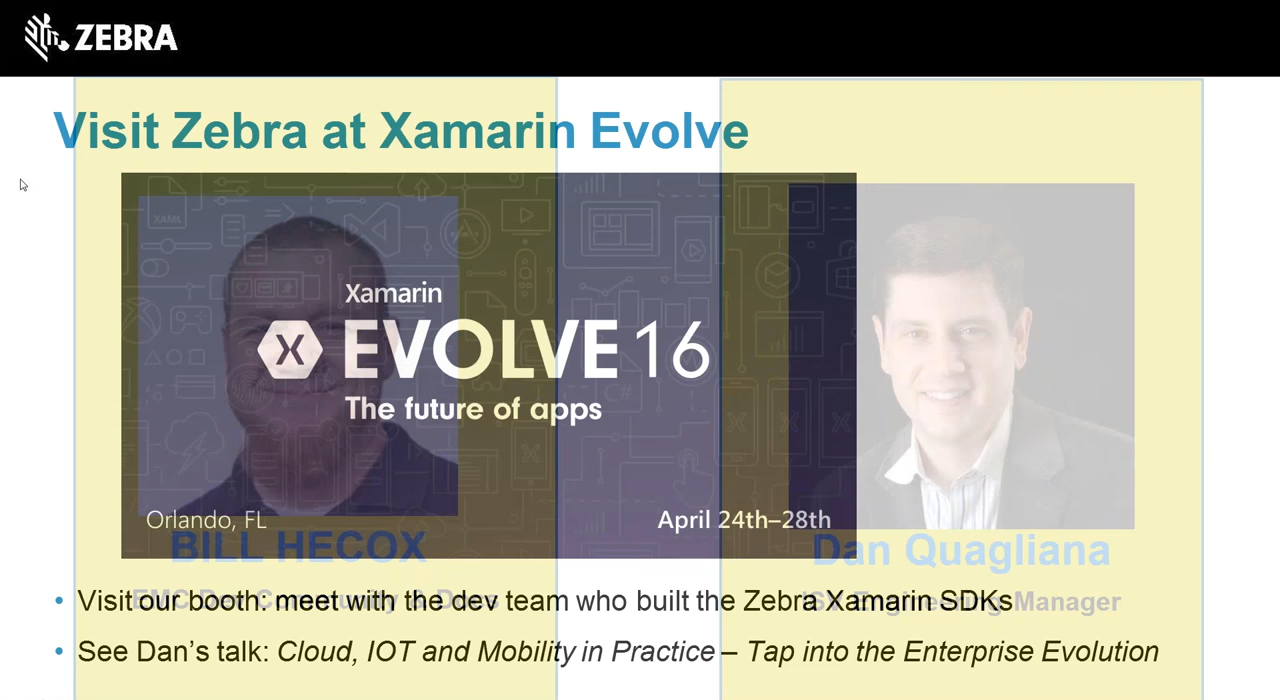 ZEBRA
Visit Zebra at Xamarin Evolve
XAML
Xamarin
EVOLVE 16
The future of apps
C#
Orlando, FL
April 24th–28th
BILL HECOX
Dan Quagliana
Manager
• Visit our booth: meet with the dev team who built the Zebra Xamarin SDKs
• See Dan’s talk: Cloud, IOT and Mobility in Practice – Tap into the Enterprise Evolution